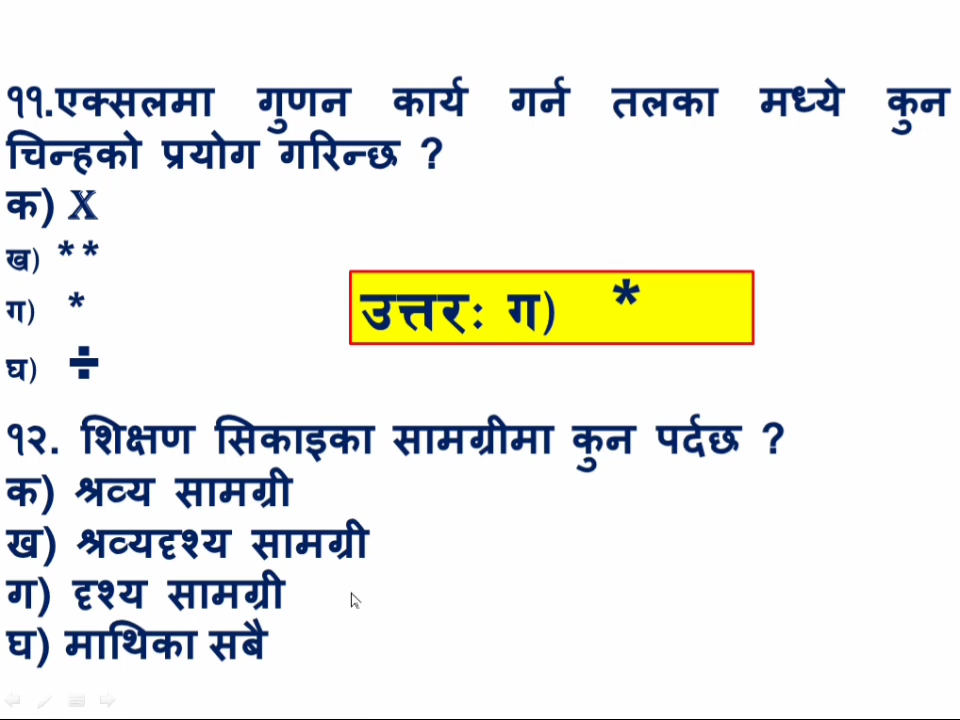 ११.एक्सलमा गुणन कार्य गर्न तलका मध्ये कुन
चिन्हको प्रयोग गरिन्छ ?
क) X
ख) **
ग) *
घ) ÷
उत्तरः ग) *
१२. शिक्षण सिकाइका सामग्रीमा कुन पर्दछ ?
क) श्रव्य सामग्री
ख) श्रव्यदृश्य सामग्री
ग) दृश्य सामग्री
घ) माथिका सबै